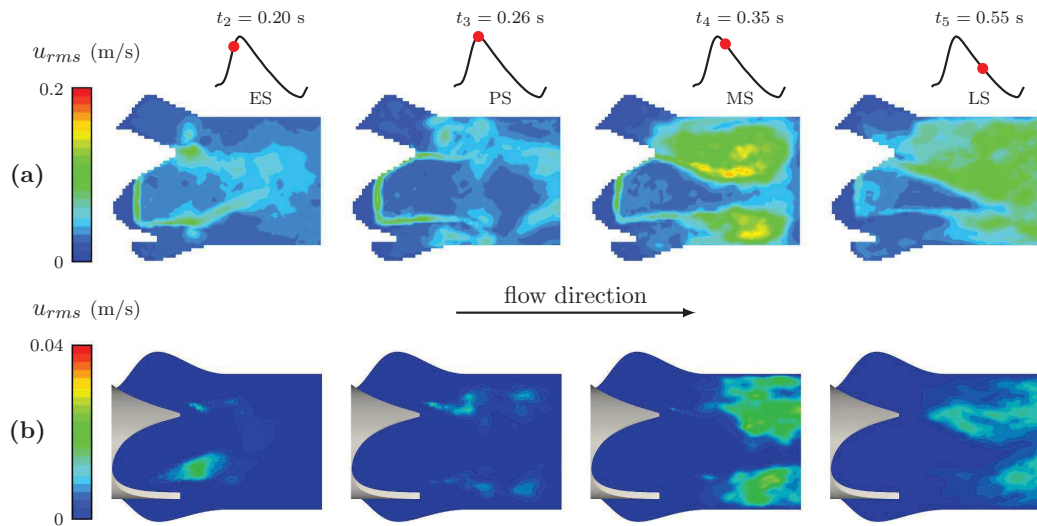 t₂ = 0.20 s
t₃ = 0.26 s
t₄ = 0.35 s
t₅ = 0.55 s
u_rms (m/s)
0.2
ES
PS
MS
LS
(a)
0
flow direction
u_rms (m/s)
0.04
(b)
0